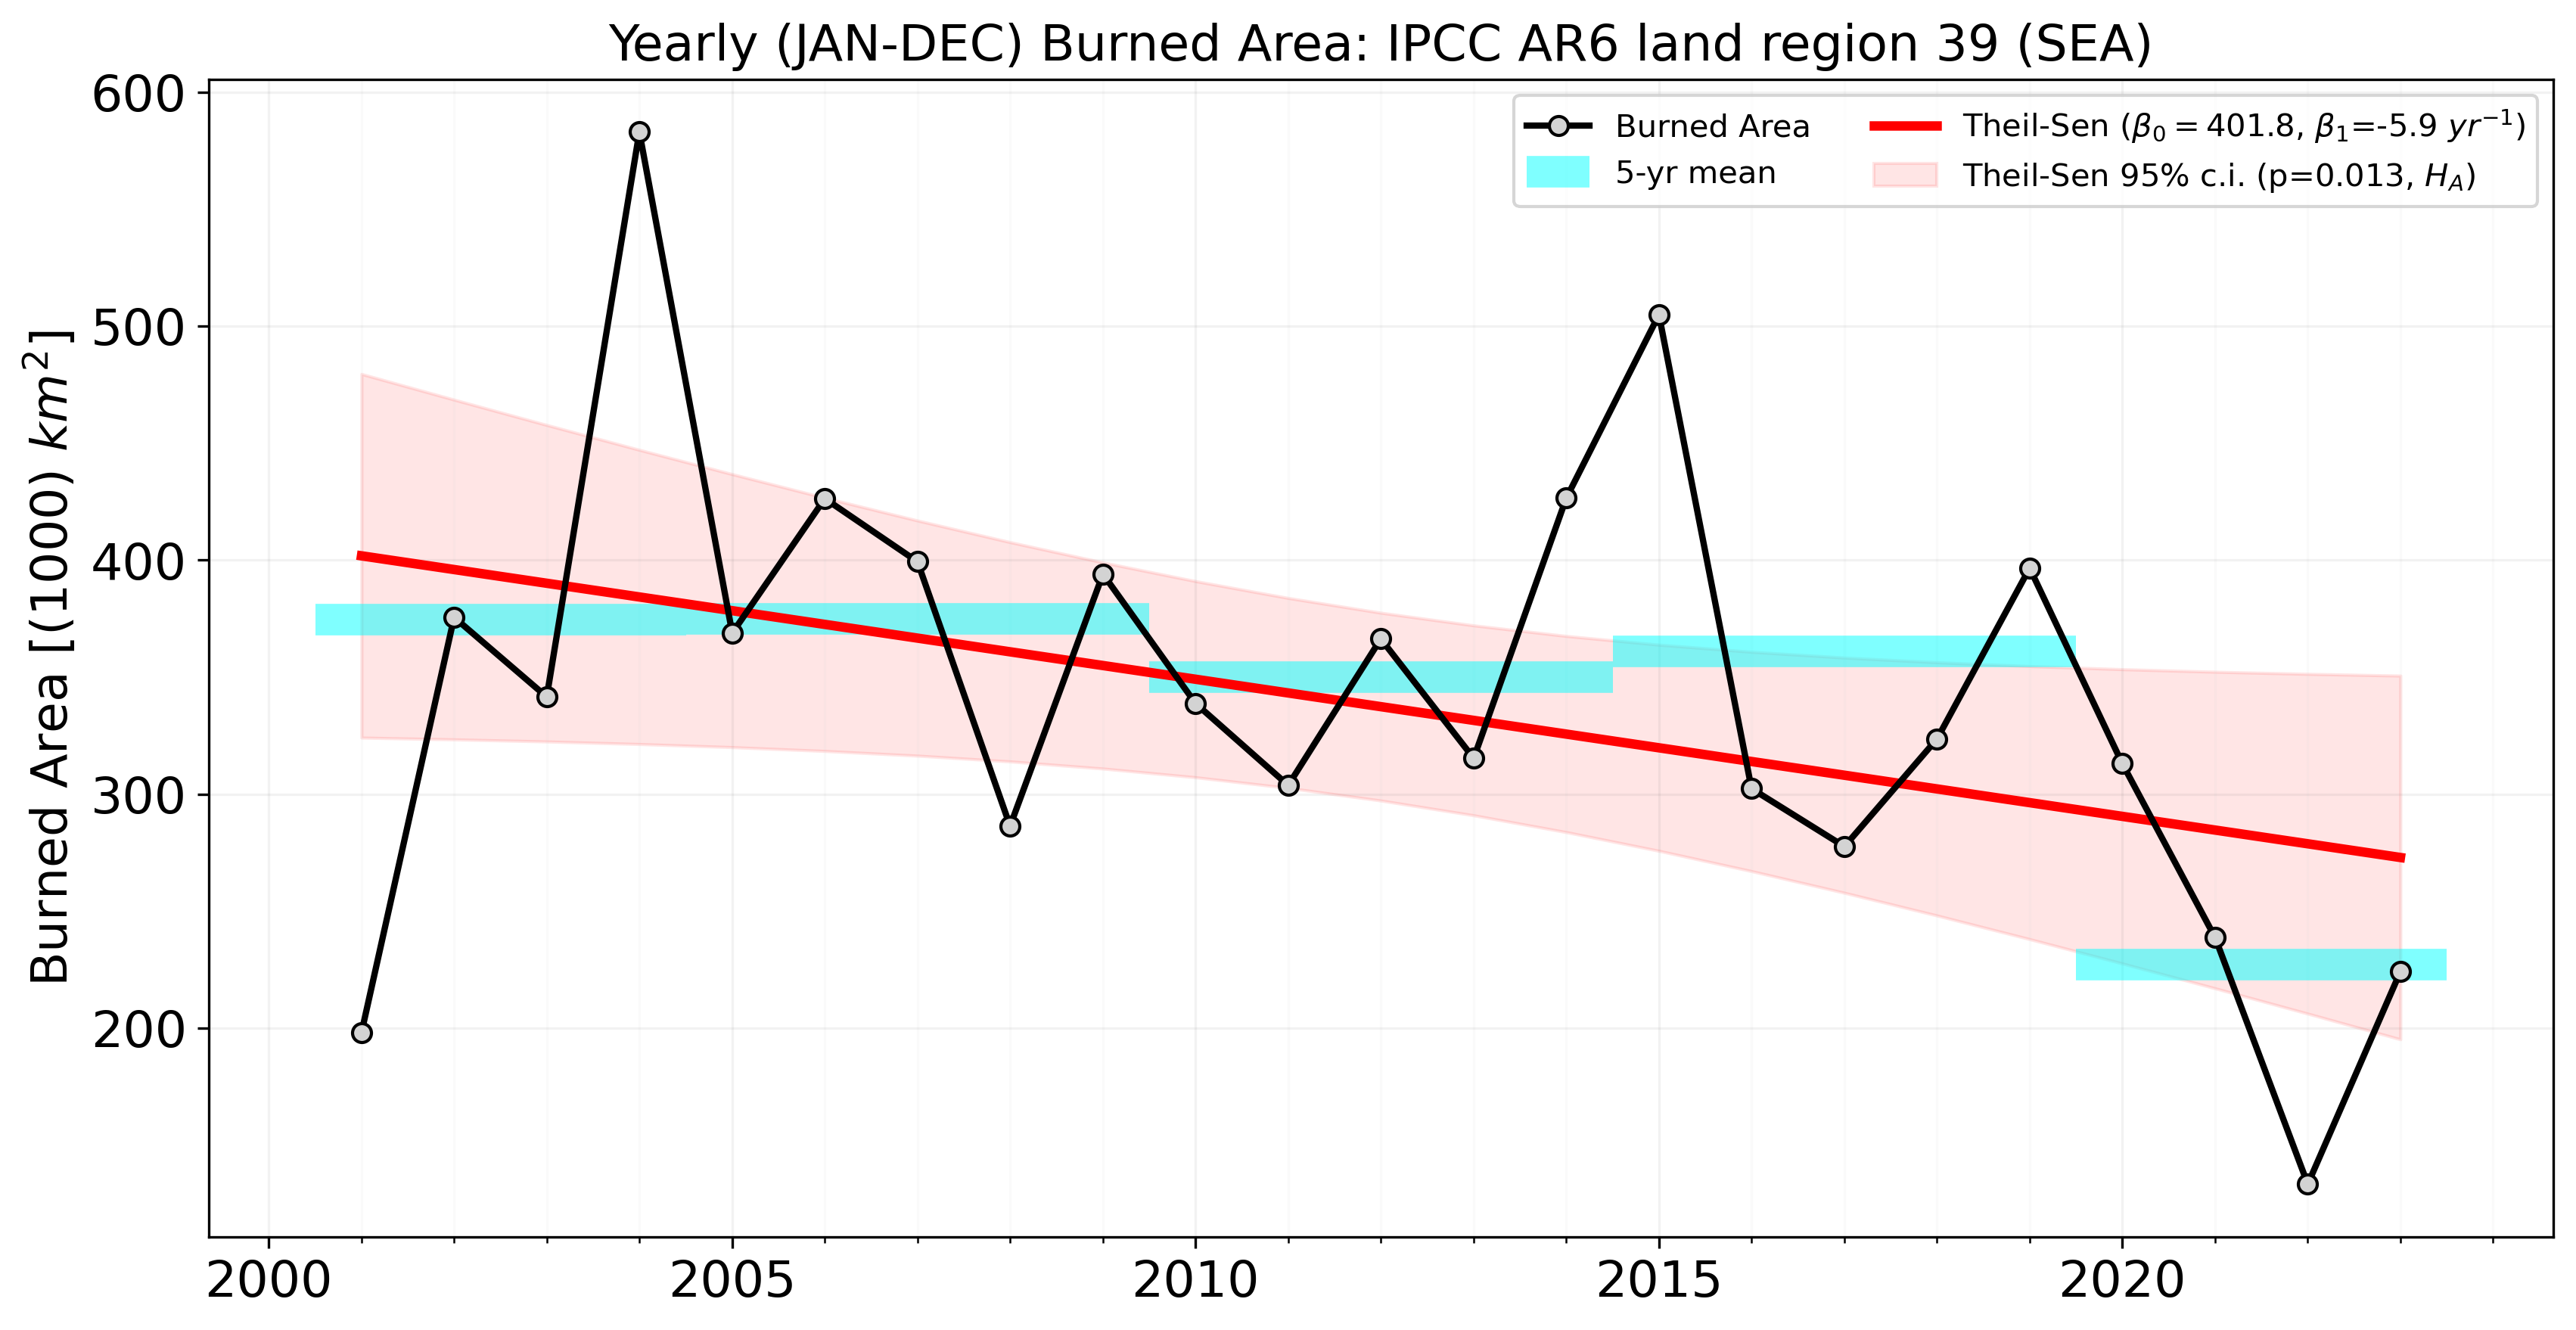 Yearly (JAN-DEC) Burned Area: IPCC AR6 land region 39 (SEA)
Burned Area [(1000) km²]
600
500
400
300
200
2000
2005
2010
2015
2020
Burned Area
5-yr mean
Theil-Sen (β₀ = 401.8, β₁=-5.9 yr⁻¹)
Theil-Sen 95% c.i. (p=0.013, H_A)